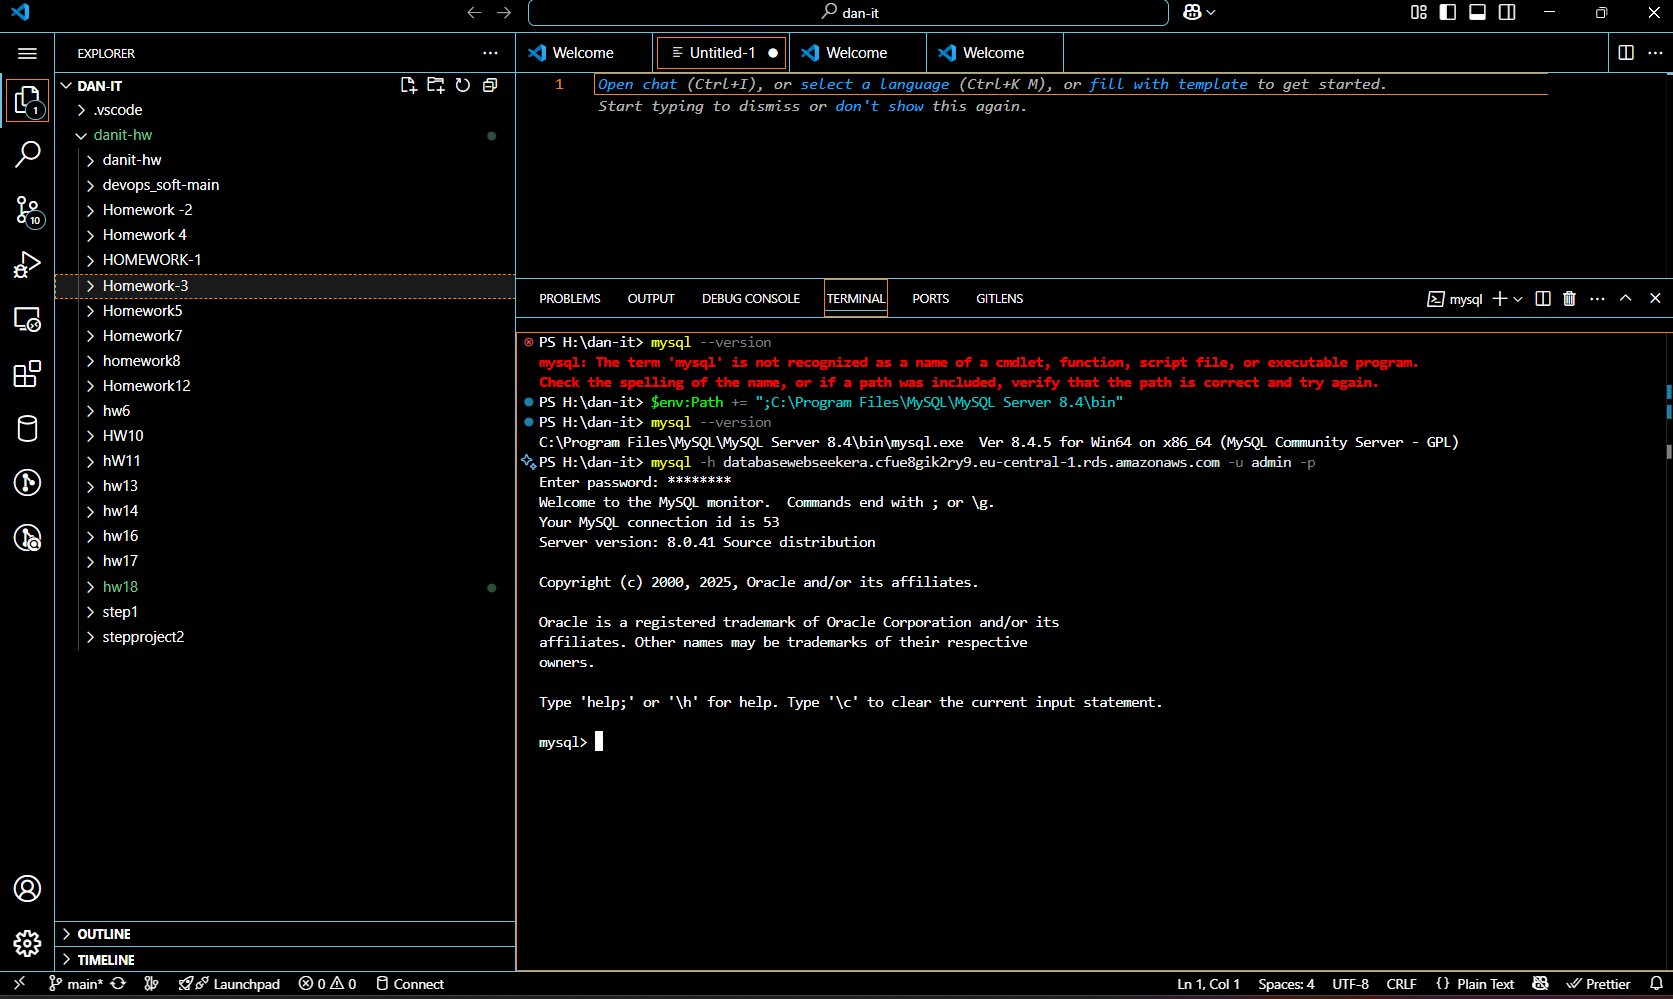 dan-it
EXPLORER
DAN-IT
.vscode
danit-hw
danit-hw
devops_soft-main
Homework -2
Homework 4
HOMEWORK-1
Homework-3
Homework5
Homework7
homework8
Homework12
hw6
HW10
hW11
hw13
hw14
hw16
hw17
hw18
step1
stepproject2
OUTLINE
TIMELINE
1
10
Welcome
Untitled-1
Welcome
Welcome
1 Open chat (Ctrl+I), or select a language (Ctrl+K M), or fill with template to get started.
Start typing to dismiss or don't show this again.
PROBLEMS OUTPUT DEBUG CONSOLE TERMINAL PORTS GITLENS
mysql
PS H:\dan-it> mysql --version
mysql: The term 'mysql' is not recognized as a name of a cmdlet, function, script file, or executable program.
Check the spelling of the name, or if a path was included, verify that the path is correct and try again.
PS H:\dan-it> $env:Path += ";C:\Program Files\MySQL\MySQL Server 8.4\bin"
PS H:\dan-it> mysql --version
C:\Program Files\MySQL\MySQL Server 8.4\bin\mysql.exe  Ver 8.4.5 for Win64 on x86_64 (MySQL Community Server - GPL)
PS H:\dan-it> mysql -h databasewebseekera.cfue8gik2ry9.eu-central-1.rds.amazonaws.com -u admin -p
Enter password: ********
Welcome to the MySQL monitor.  Commands end with ; or \g.
Your MySQL connection id is 53
Server version: 8.0.41 Source distribution
Copyright (c) 2000, 2025, Oracle and/or its affiliates.
Oracle is a registered trademark of Oracle Corporation and/or its
affiliates. Other names may be trademarks of their respective
owners.
Type 'help;' or '\h' for help. Type '\c' to clear the current input statement.
mysql>
main* Launchpad 0 0 Connect
Ln 1, Col 1 Spaces: 4 UTF-8 CRLF {} Plain Text Prettier